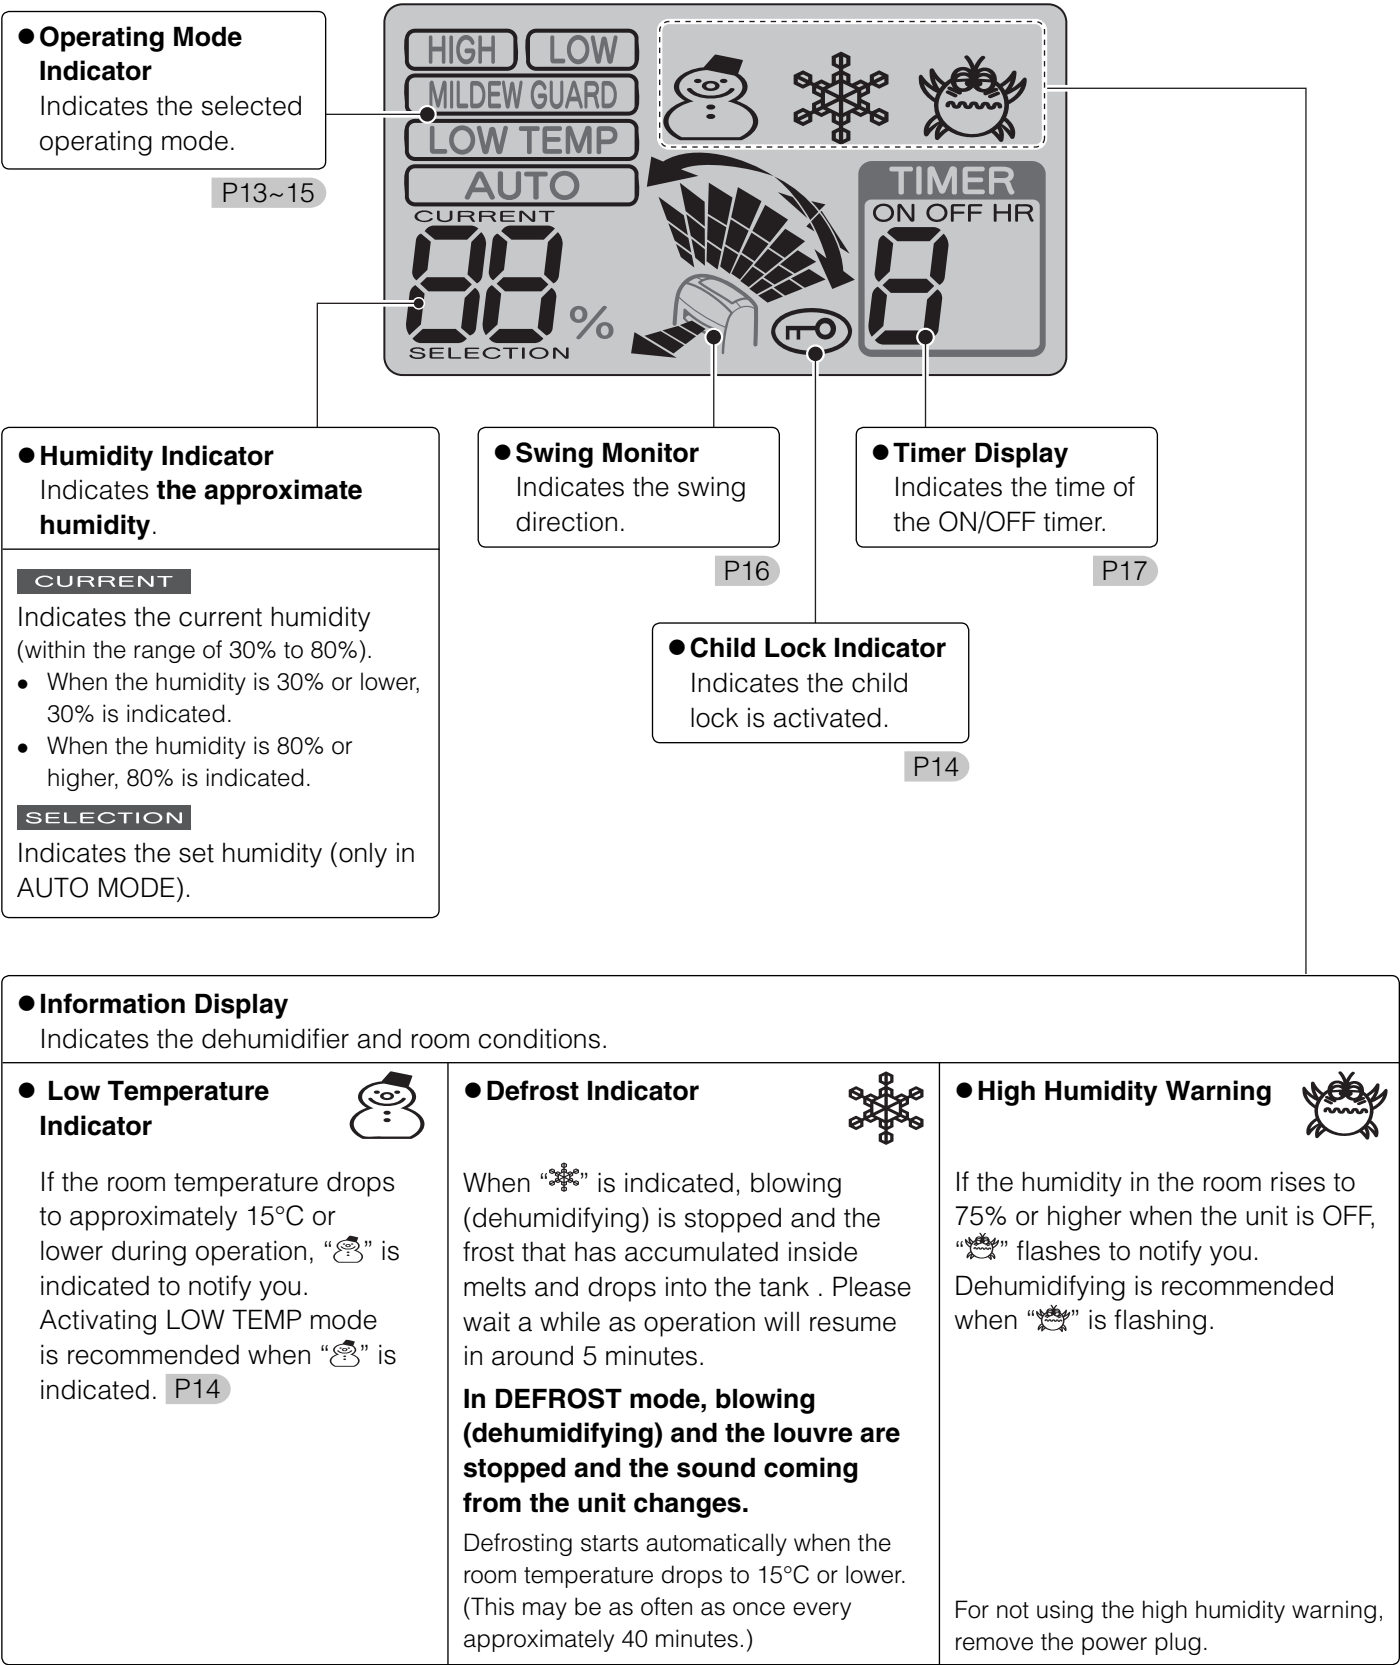 ● Operating Mode
Indicator
Indicates the selected
operating mode.
P13~15
HIGH LOW
MILDEW GUARD
LOW TEMP
AUTO
CURRENT
88%
SELECTION
TIMER
ON OFF HR
8
● Humidity Indicator
Indicates the approximate
humidity.
CURRENT
Indicates the current humidity
(within the range of 30% to 80%).
● When the humidity is 30% or lower,
30% is indicated.
● When the humidity is 80% or
higher, 80% is indicated.
SELECTION
Indicates the set humidity (only in
AUTO MODE).
● Swing Monitor
Indicates the swing
direction.
P16
● Timer Display
Indicates the time of
the ON/OFF timer.
P17
● Child Lock Indicator
Indicates the child
lock is activated.
P14
● Information Display
Indicates the dehumidifier and room conditions.
● Low Temperature
Indicator
If the room temperature drops
to approximately 15°C or
lower during operation, “ ” is
indicated to notify you.
Activating LOW TEMP mode
is recommended when “ ” is
indicated. P14
● Defrost Indicator
When “ ” is indicated, blowing
(dehumidifying) is stopped and the
frost that has accumulated inside
melts and drops into the tank . Please
wait a while as operation will resume
in around 5 minutes.
In DEFROST mode, blowing
(dehumidifying) and the louvre are
stopped and the sound coming
from the unit changes.
Defrosting starts automatically when the
room temperature drops to 15°C or lower.
(This may be as often as once every
approximately 40 minutes.)
● High Humidity Warning
If the humidity in the room rises to
75% or higher when the unit is OFF,
“ ” flashes to notify you.
Dehumidifying is recommended
when “ ” is flashing.
For not using the high humidity warning,
remove the power plug.